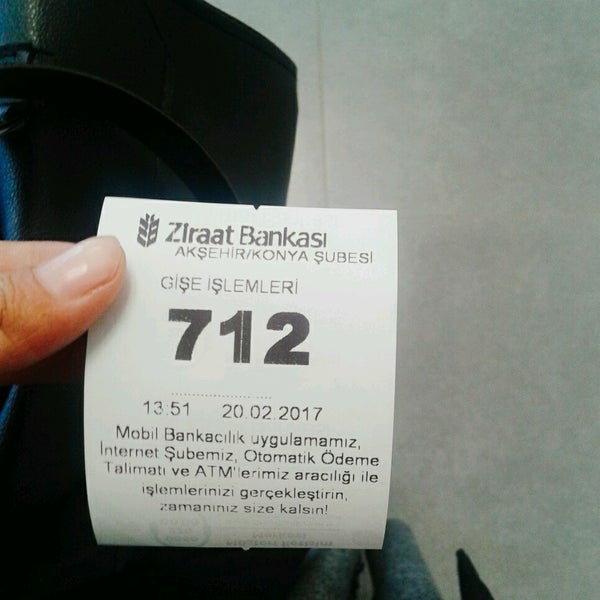 Ziraat Bankası
AKŞEHİR/KONYA ŞUBESİ
GİŞE İŞLEMLERİ
712
13:51 20.02.2017
Mobil Bankacılık uygulamamız,
İnternet Şubemiz, Otomatik Ödeme
Talimatı ve ATM'lerimiz aracılığı ile
işlemlerinizi gerçekleştirin,
zamanınız size kalsın!